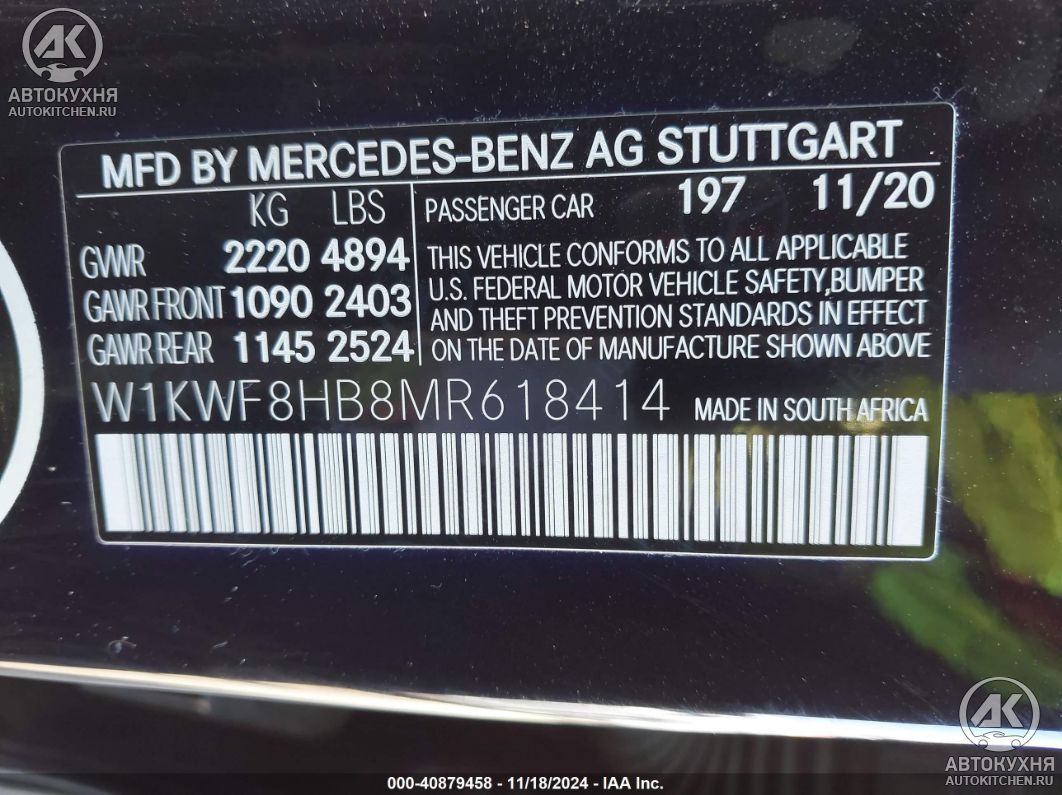 AK
АВТОКУХНЯ
AUTOKITCHEN.RU
MFD BY MERCEDES-BENZ AG STUTTGART
KG LBS
PASSENGER CAR 197 11/20
GVWR 2220 4894
GAWR FRONT 1090 2403
GAWR REAR 1145 2524
THIS VEHICLE CONFORMS TO ALL APPLICABLE
U.S. FEDERAL MOTOR VEHICLE SAFETY,BUMPER
AND THEFT PREVENTION STANDARDS IN EFFECT
ON THE DATE OF MANUFACTURE SHOWN ABOVE
W1KWF8HB8MR618414 MADE IN SOUTH AFRICA
AK
АВТОКУХНЯ
AUTOKITCHEN.RU
000-40879458 - 11/18/2024 - IAA Inc.